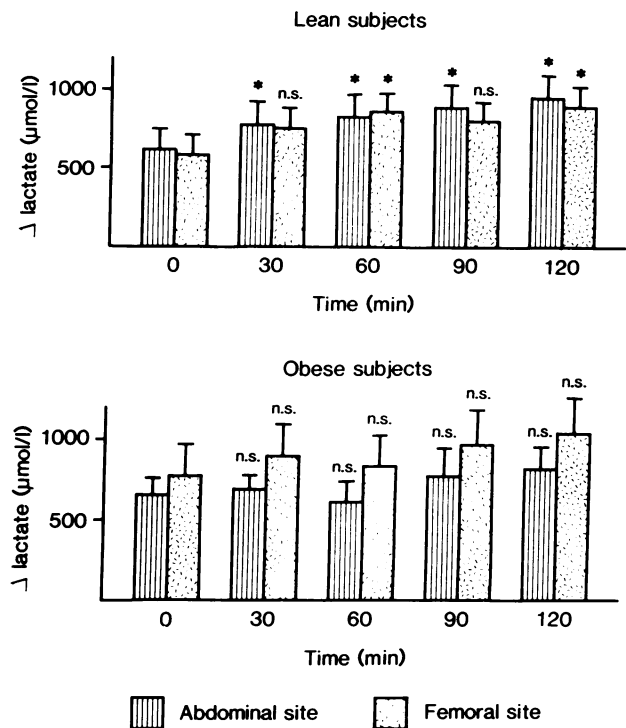 Lean subjects
Δ lactate (µmol/l)
1000
500
*
n.s.
*
*
*
n.s.
*
*
0 30 60 90 120
Time (min)
Obese subjects
Δ lactate (µmol/l)
1000
500
n.s.
n.s.
n.s.
n.s.
n.s.
n.s.
n.s.
n.s.
0 30 60 90 120
Time (min)
Abdominal site Femoral site